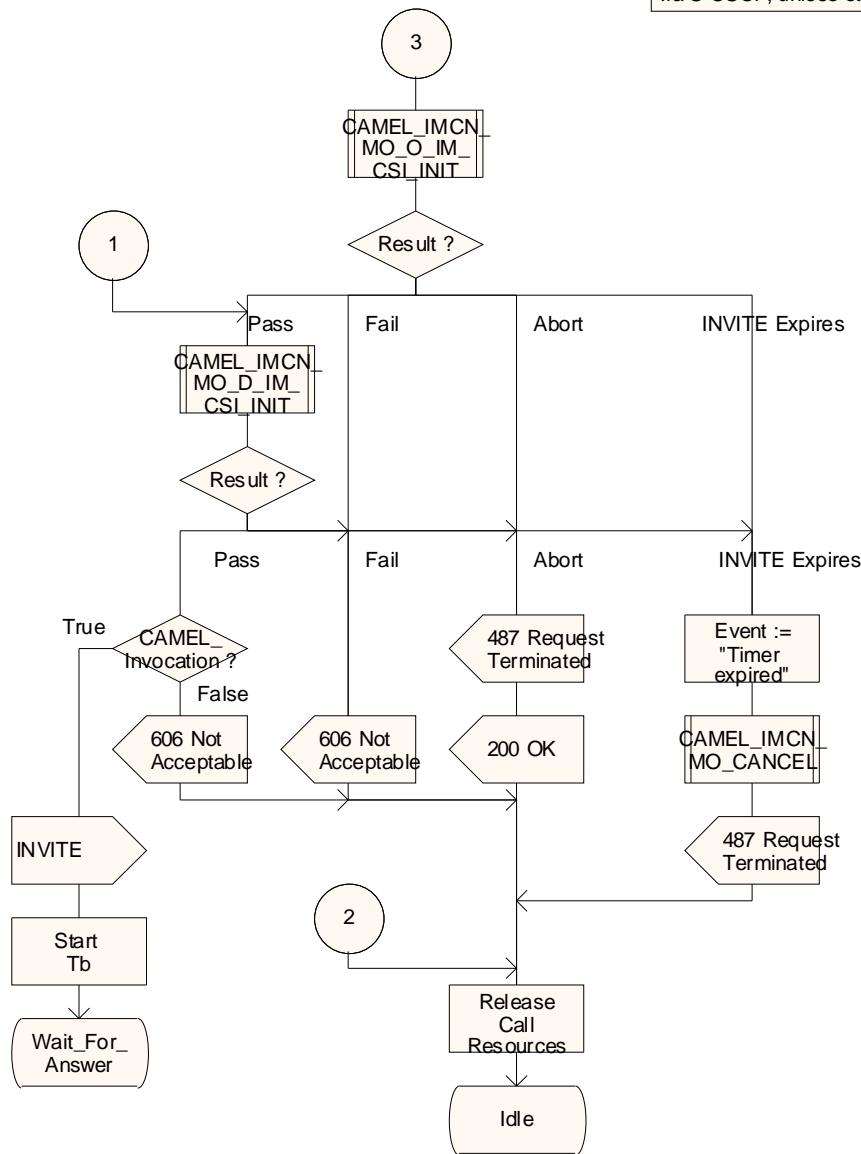 3
CAMEL_IMCN_
MO_O_IM_
CSI_INIT
Result ?
1
Pass
Fail
Abort
INVITE Expires
CAMEL_IMCN_
MO_D_IM_
CSI_INIT
Result ?
Pass
Fail
Abort
INVITE Expires
True
CAMEL_
Invocation ?
False
487 Request
Terminated
Event :=
"Timer
expired"
606 Not
Acceptable
606 Not
Acceptable
200 OK
CAMEL_IMCN_
MO_CANCEL
INVITE
487 Request
Terminated
2
Start
Tb
Release
Call
Resources
Wait_For_
Answer
Idle